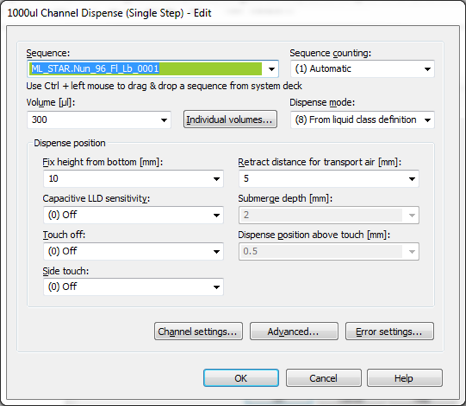 1000ul Channel Dispense (Single Step) - Edit
Sequence: Sequence counting:
ML_STAR.Nun_96_Fl_Lb_0001 (1) Automatic
Use Ctrl + left mouse to drag & drop a sequence from system deck
Volume [µl]: Dispense mode:
300 Individual volumes... (8) From liquid class definition
Dispense position
Fix height from bottom [mm]: Retract distance for transport air [mm]:
10 5
Capacitive LLD sensitivity: Submerge depth [mm]:
(0) Off 2
Touch off: Dispense position above touch [mm]:
(0) Off 0.5
Side touch:
(0) Off
Channel settings... Advanced... Error settings...
OK Cancel Help